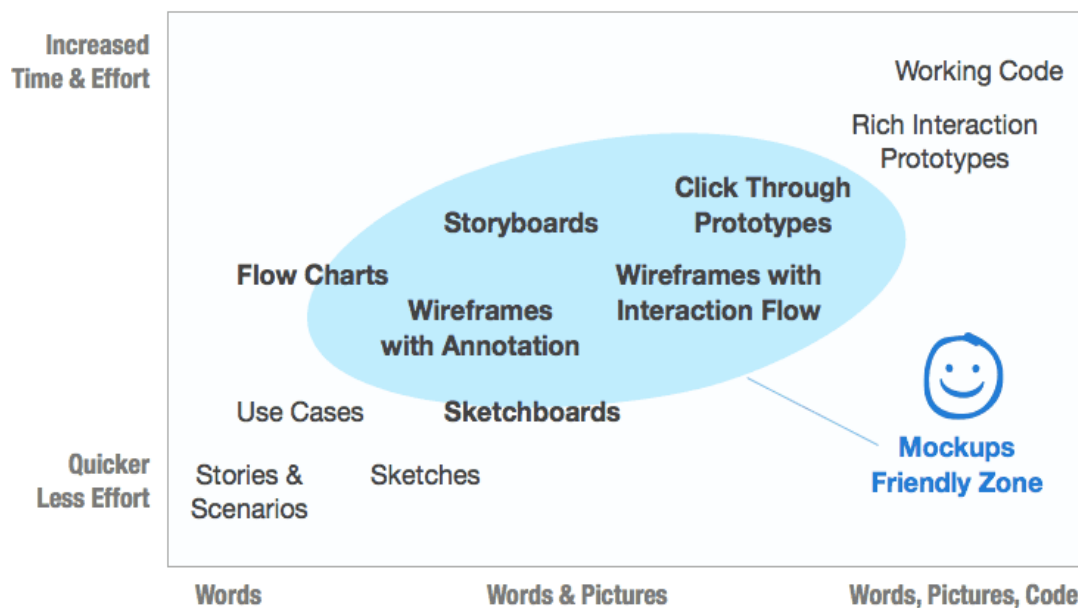 Increased
Time & Effort
Working Code
Rich Interaction
Prototypes
Click Through
Prototypes
Storyboards
Flow Charts
Wireframes with
Interaction Flow
Wireframes
with Annotation
Use Cases
Sketchboards
Mockups
Friendly Zone
Quicker
Less Effort
Stories &
Scenarios
Sketches
Words
Words & Pictures
Words, Pictures, Code